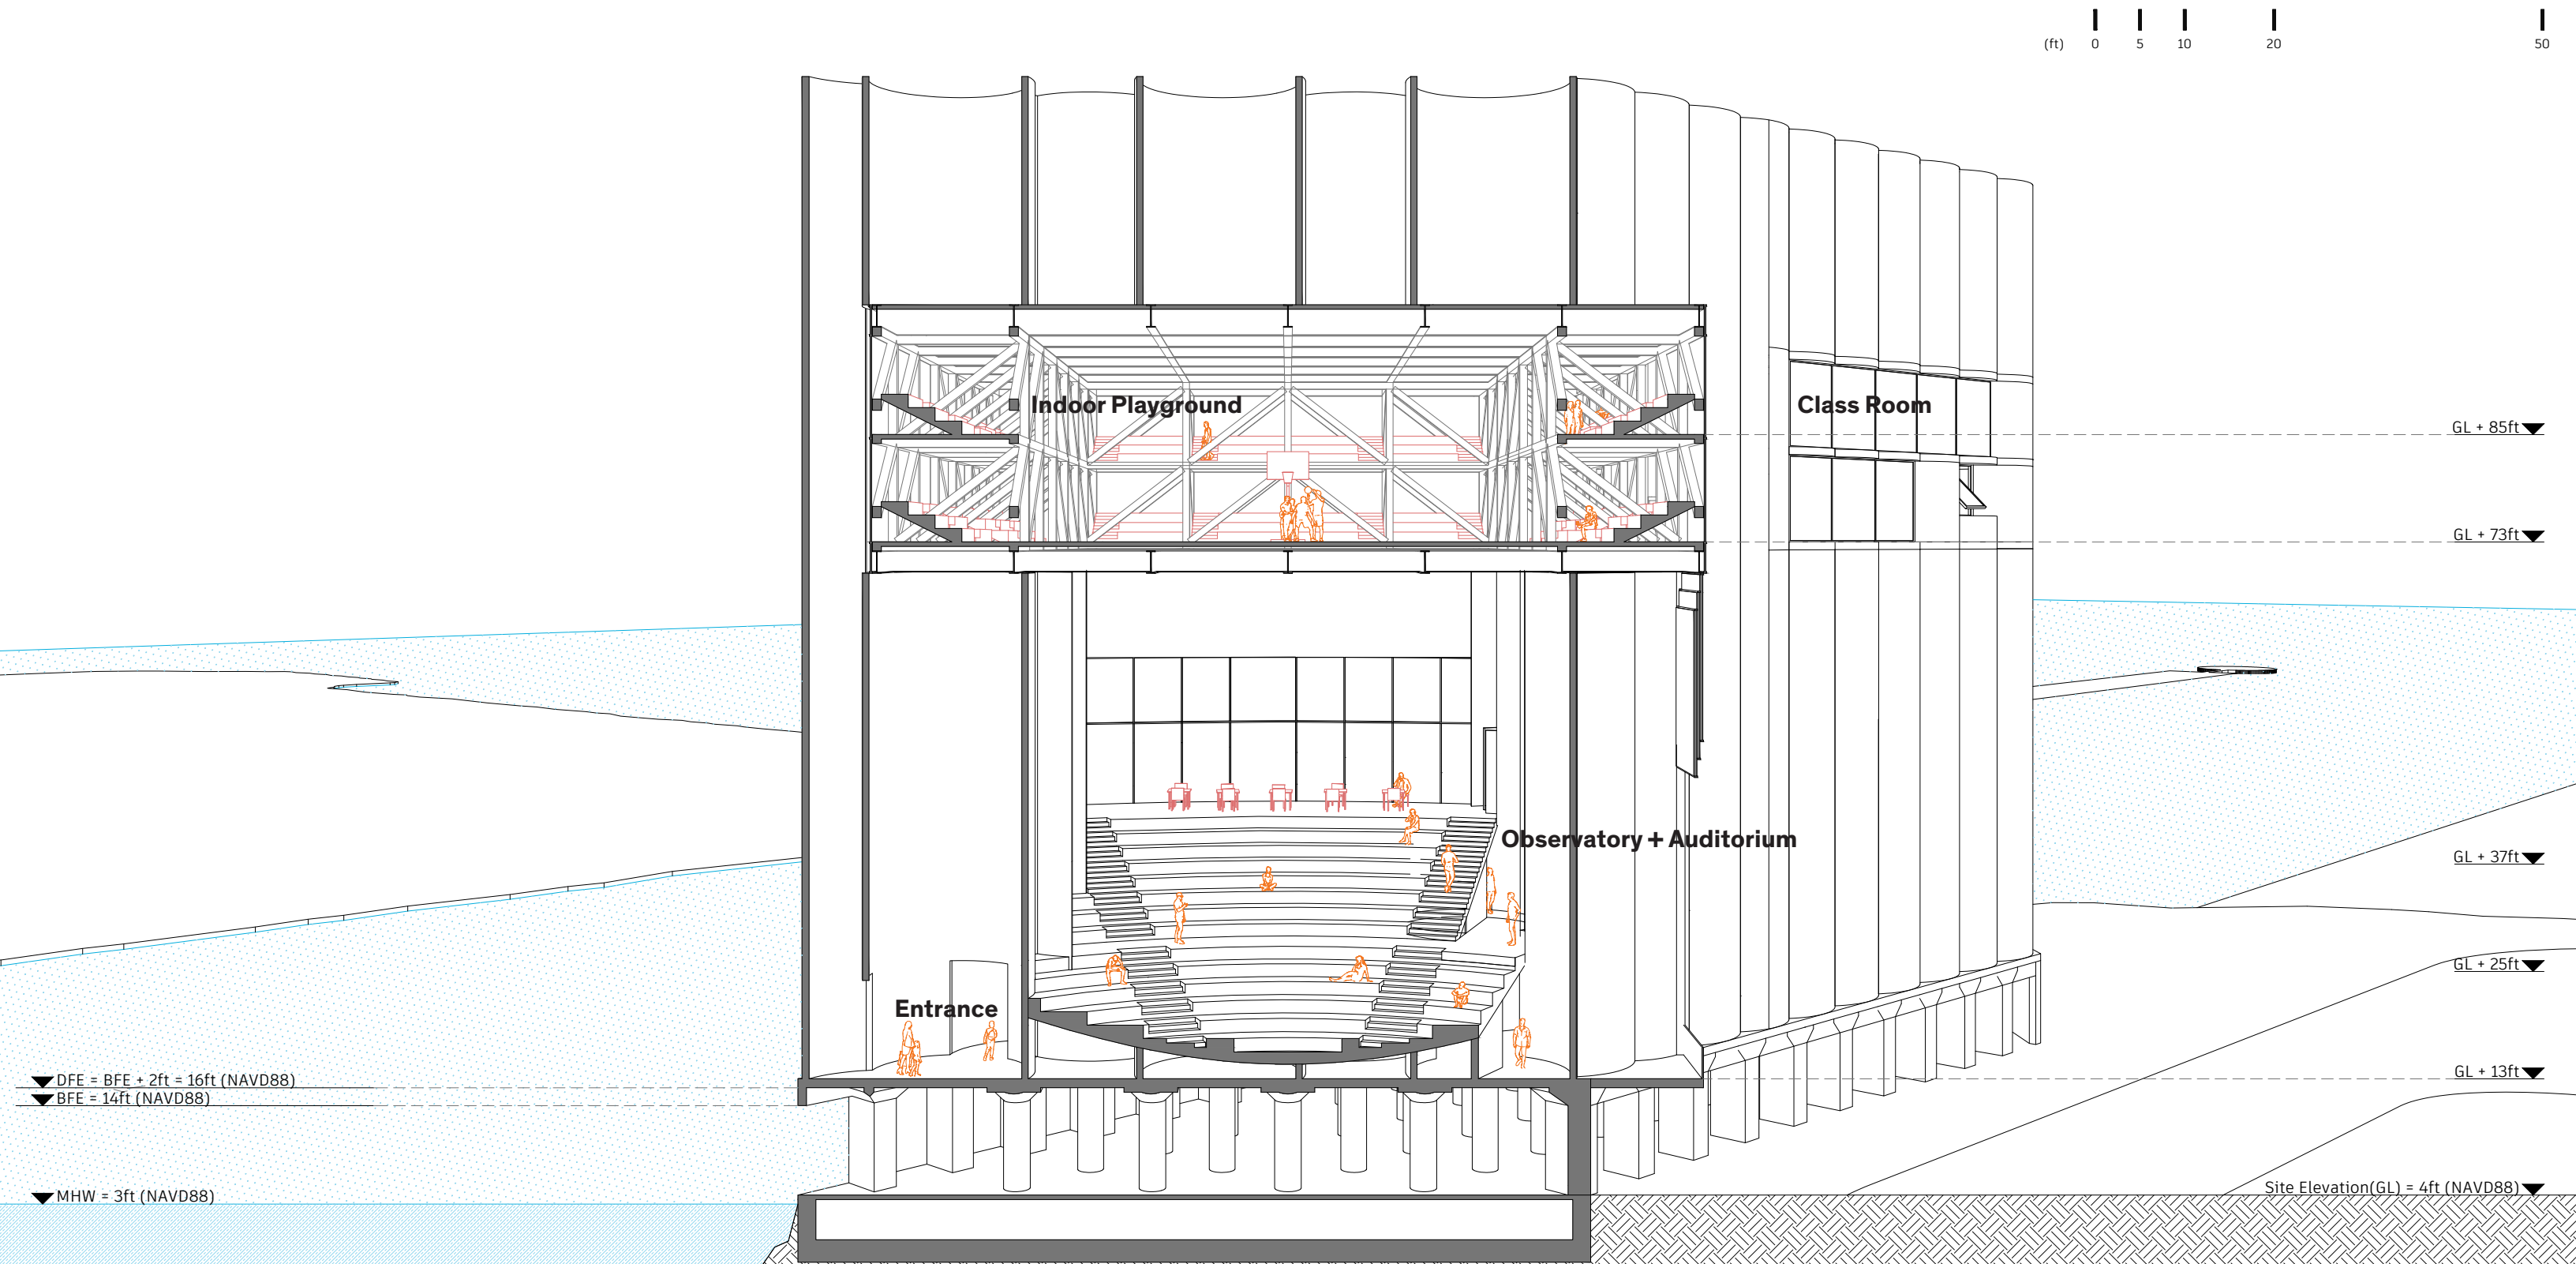 (ft) 0 5 10 20 50
Indoor Playground
Class Room
GL + 85ft
GL + 73ft
Observatory + Auditorium
GL + 37ft
GL + 25ft
Entrance
GL + 13ft
DFE = BFE + 2ft = 16ft (NAVD88)
BFE = 14ft (NAVD88)
MHW = 3ft (NAVD88)
Site Elevation(GL) = 4ft (NAVD88)